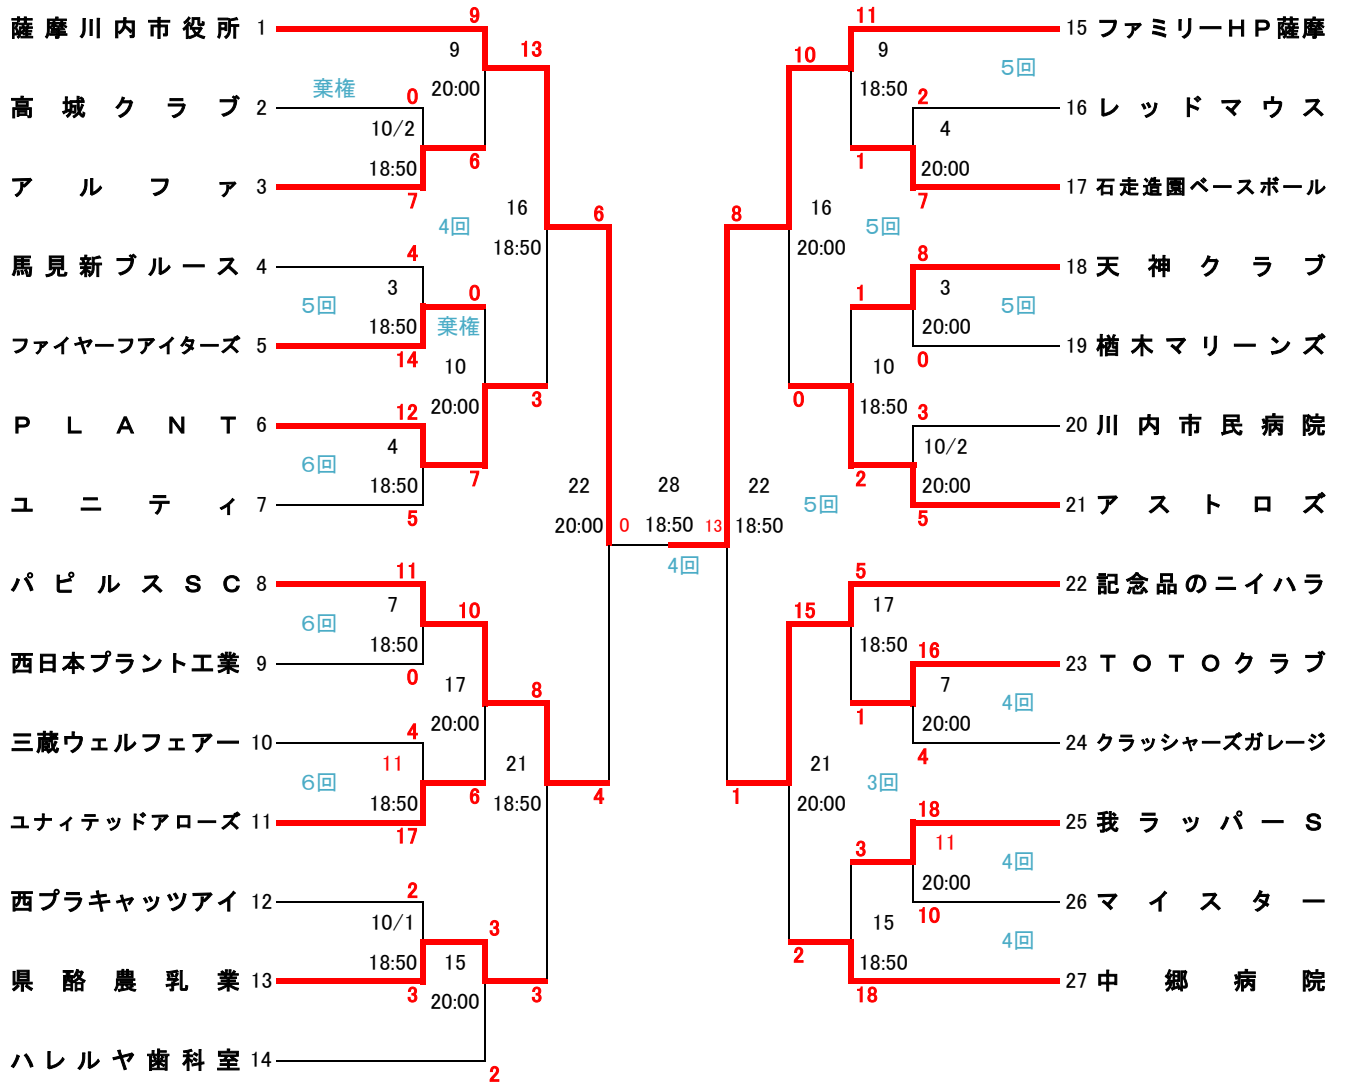 9 11
薩摩川内市役所 1 15 ファミリーHP薩摩
9 13 10 9
5回
棄権 20:00 18:50
高城クラブ 2 0 2 16 レッドマウス
10/2 4
18:50 6 1 20:00
アルファ 3 17 石走造園ベースボール
7 7
16 6 8 16
4回 5回
18:50 20:00
馬見新ブルース 4 4 8 18 天神クラブ
3 0 1 3
5回 5回
18:50 棄権 20:00
ファイヤーフアイターズ 5 19 楢木マリーンズ
14 0
10 10
3 0
20:00 18:50
PLANT 6 12 3 20 川内市民病院
4 10/2
6回
18:50 7 2 20:00
22 28 22 5回
ユニティ 7 21 アストロズ
5 5
20:00 0 18:50 13 18:50
4回
パピルスSC 8 11 5 22 記念品のニイハラ
7 10 15 17
6回
18:50 18:50
西日本プラント工業 9 16 23 TOTOクラブ
0
17 8 7
4回
20:00 1 20:00
三蔵ウェルフェアー 10 4 24 クラッシャーズガレージ
4
11 21 21
6回 3回
18:50 6 18:50 4 1 20:00
ユナィテッドアローズ 11 18 25 我ラッパーS
17
3 11
4回
20:00
西プラキャッツアイ 12 2 26 マイスター
10
10/1 3 15
4回
18:50 15 2 18:50
県酪農乳業 13 27 中郷病院
3 3 18
20:00
ハレルヤ歯科室 14
2